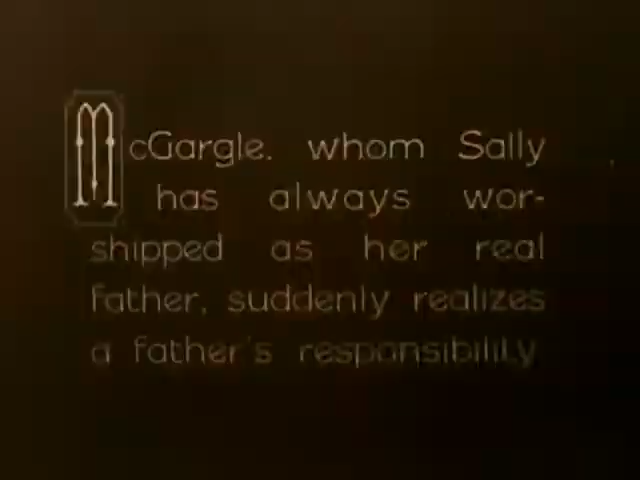 McGargle, whom Sally
has always wor-
shipped as her real
father, suddenly realizes
a father's responsibility